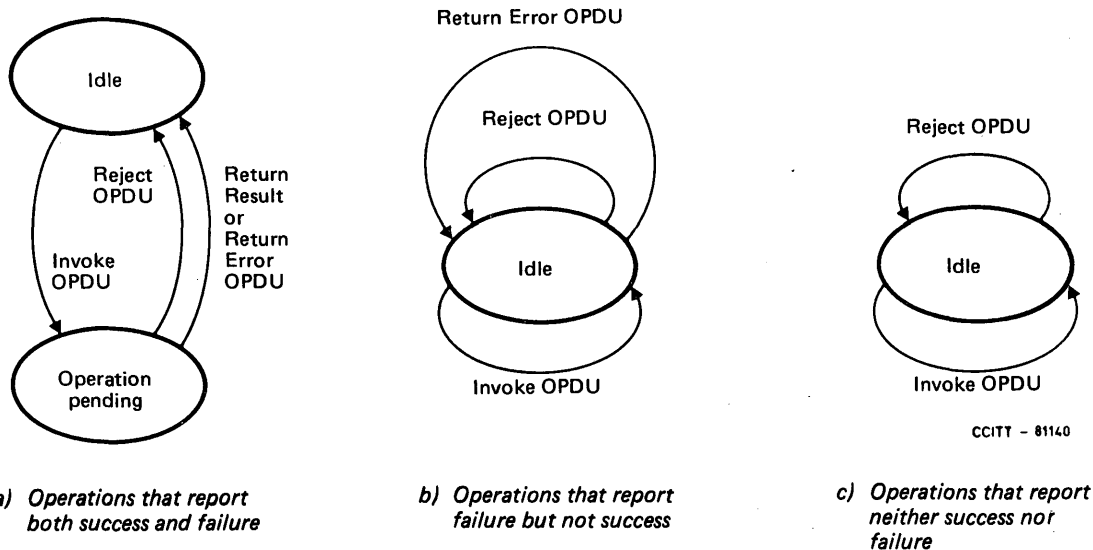 Idle
Reject
OPDU
Return
Result
or
Return
Error
OPDU
Invoke
OPDU
Operation
pending
Return Error OPDU
Reject OPDU
Idle
Invoke OPDU
Reject OPDU
Idle
Invoke OPDU
CCITT - 81140
a) Operations that report
both success and failure
b) Operations that report
failure but not success
c) Operations that report
neither success nor
failure